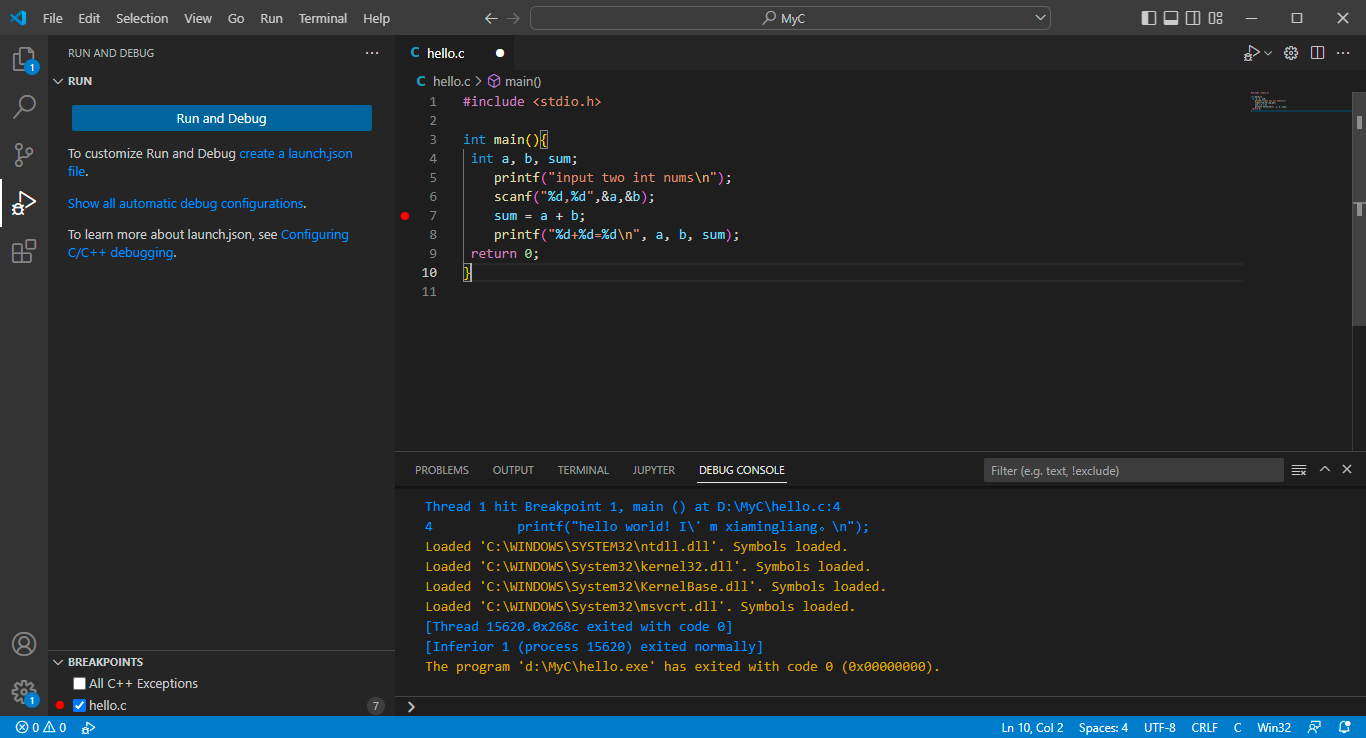 File Edit Selection View Go Run Terminal Help MyC
RUN AND DEBUG
RUN
Run and Debug
To customize Run and Debug create a launch.json
file.
Show all automatic debug configurations.
To learn more about launch.json, see Configuring
C/C++ debugging.
BREAKPOINTS
All C++ Exceptions
hello.c 7
1
1
C hello.c
C hello.c > main()
1 #include <stdio.h>
2
3 int main(){
4 int a, b, sum;
5 printf("input two int nums\n");
6 scanf("%d,%d",&a,&b);
7 sum = a + b;
8 printf("%d+%d=%d\n", a, b, sum);
9 return 0;
10 }
11
PROBLEMS OUTPUT TERMINAL JUPYTER DEBUG CONSOLE Filter (e.g. text, !exclude)
Thread 1 hit Breakpoint 1, main () at D:\MyC\hello.c:4
4 printf("hello world! I\' m xiamingliang。\n");
Loaded 'C:\WINDOWS\SYSTEM32\ntdll.dll'. Symbols loaded.
Loaded 'C:\WINDOWS\System32\kernel32.dll'. Symbols loaded.
Loaded 'C:\WINDOWS\System32\KernelBase.dll'. Symbols loaded.
Loaded 'C:\WINDOWS\System32\msvcrt.dll'. Symbols loaded.
[Thread 15620.0x268c exited with code 0]
[Inferior 1 (process 15620) exited normally]
The program 'd:\MyC\hello.exe' has exited with code 0 (0x00000000).
0 0 Ln 10, Col 2 Spaces: 4 UTF-8 CRLF C Win32